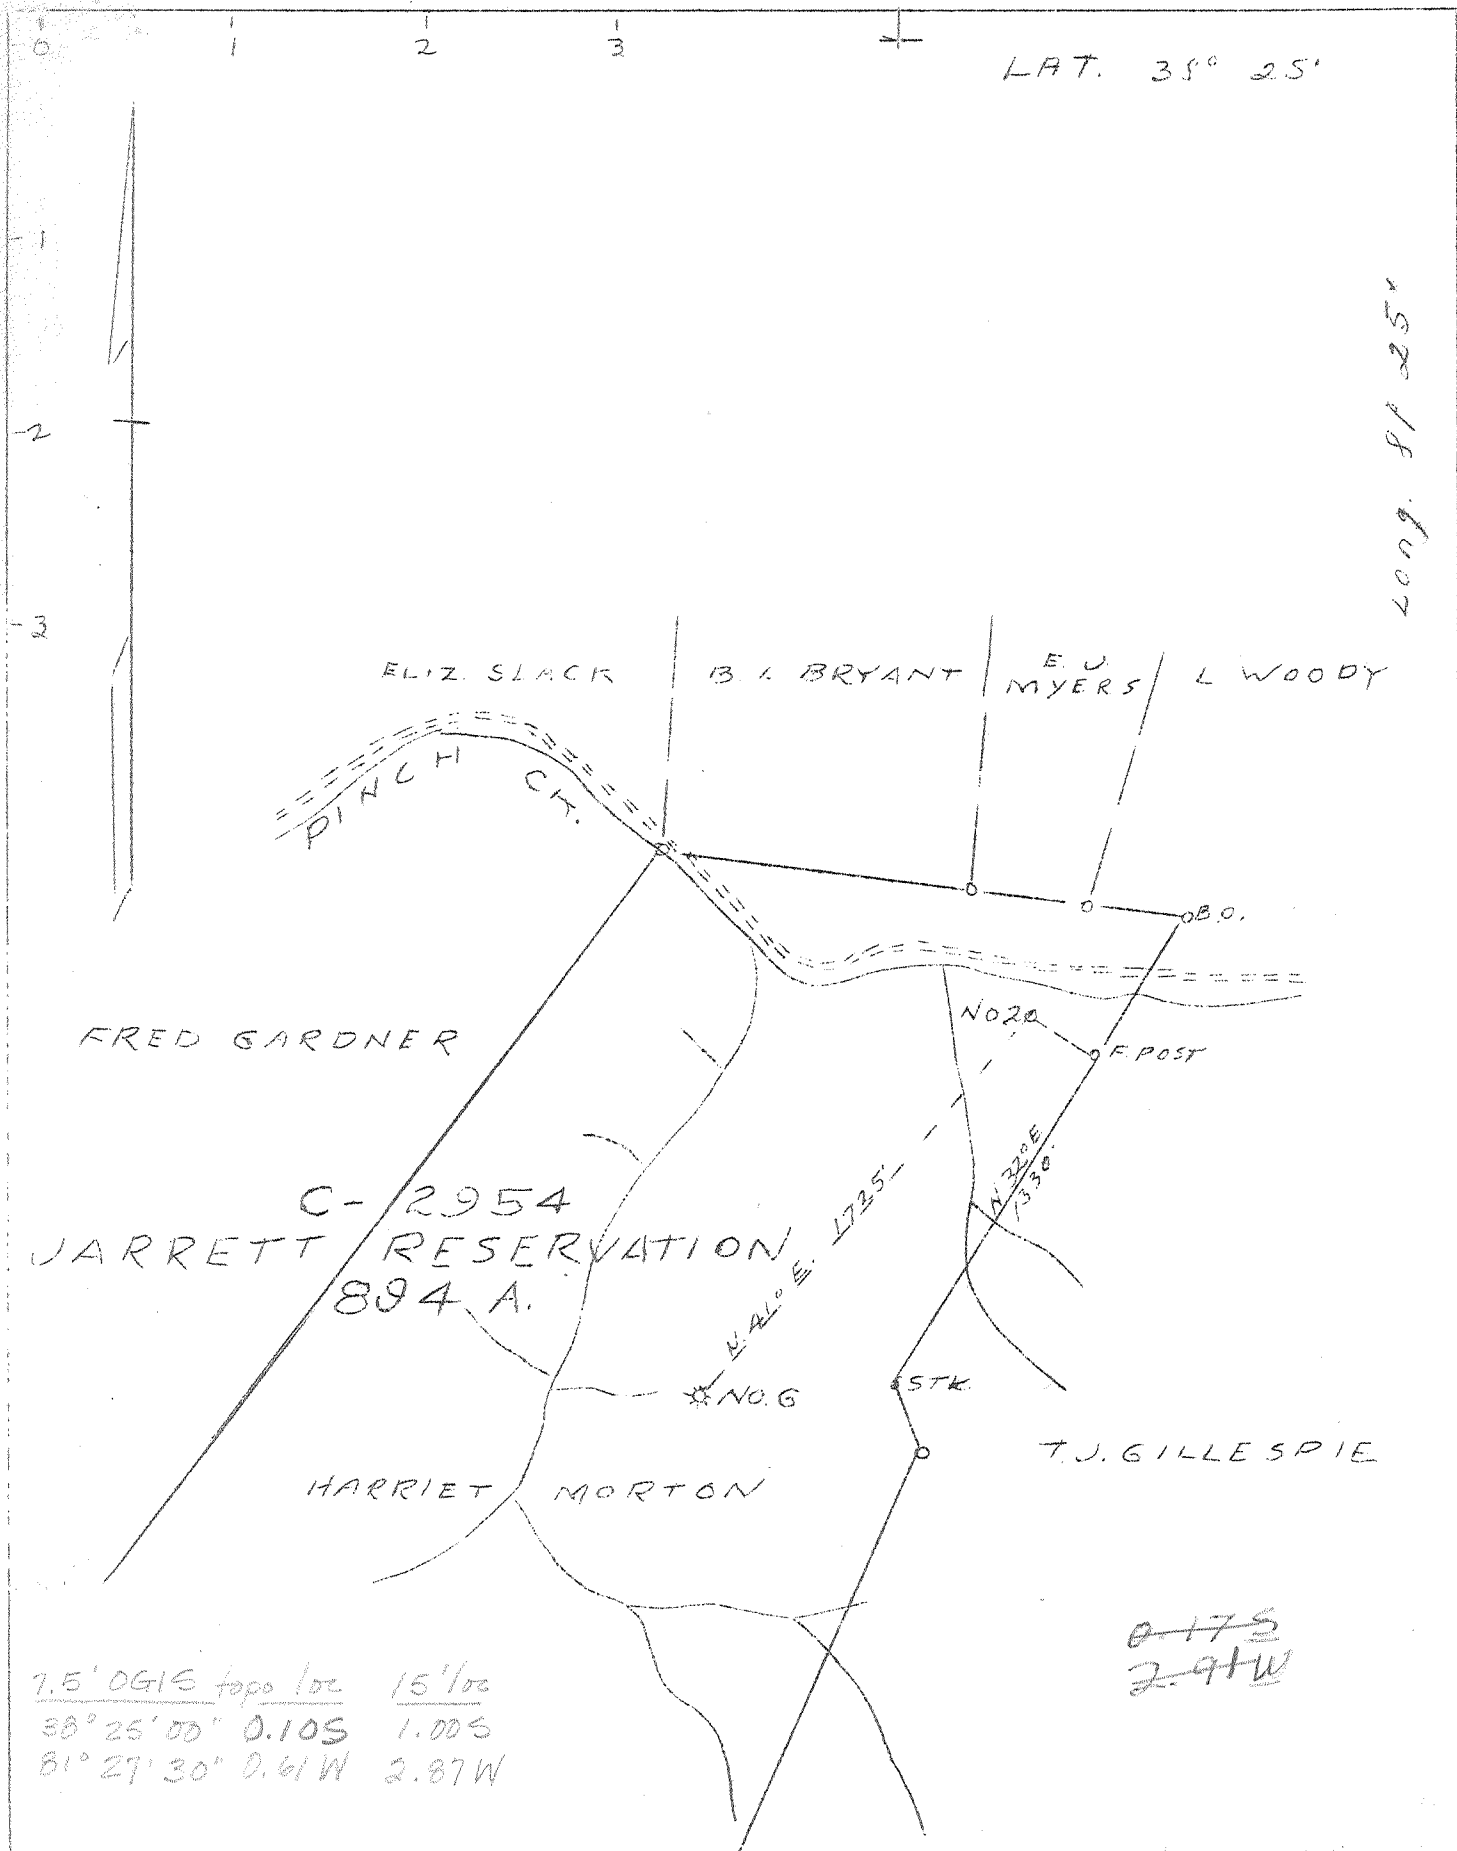 0 1 2 3
LAT. 35° 25'
1
2
3
Long. 81 25'
ELIZ. SLACK
B. L. BRYANT
E. J.
MYERS
L WOODY
PINCH CK.
B.O.
FRED GARDNER
NO 20
F. POST
N 32° E
1330'
C- 2954
JARRETT RESERVATION
894 A.
N. 41° E. 1725'
NO. 6
STK.
T. J. GILLESPIE
HARRIET MORTON
0.17 S
2.91 W
7.5' OGIS topo loc 15' loc
38° 25' 00" 0.10S 1.00S
81° 27' 30" 0.61W 2.87W